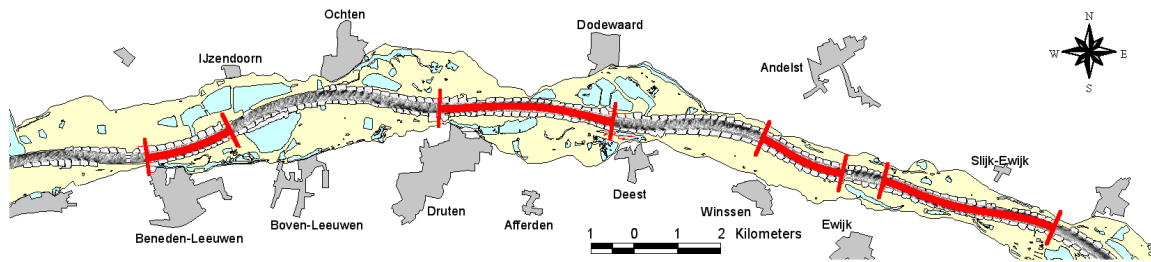 Ochten
Dodewaard
N
IJzendoorn
W
E
Andelst
S
Slijk-Ewijk
Deest
Druten
Winssen
Boven-Leeuwen
Afferden
Ewijk
Beneden-Leeuwen
1 0 1 2 Kilometers